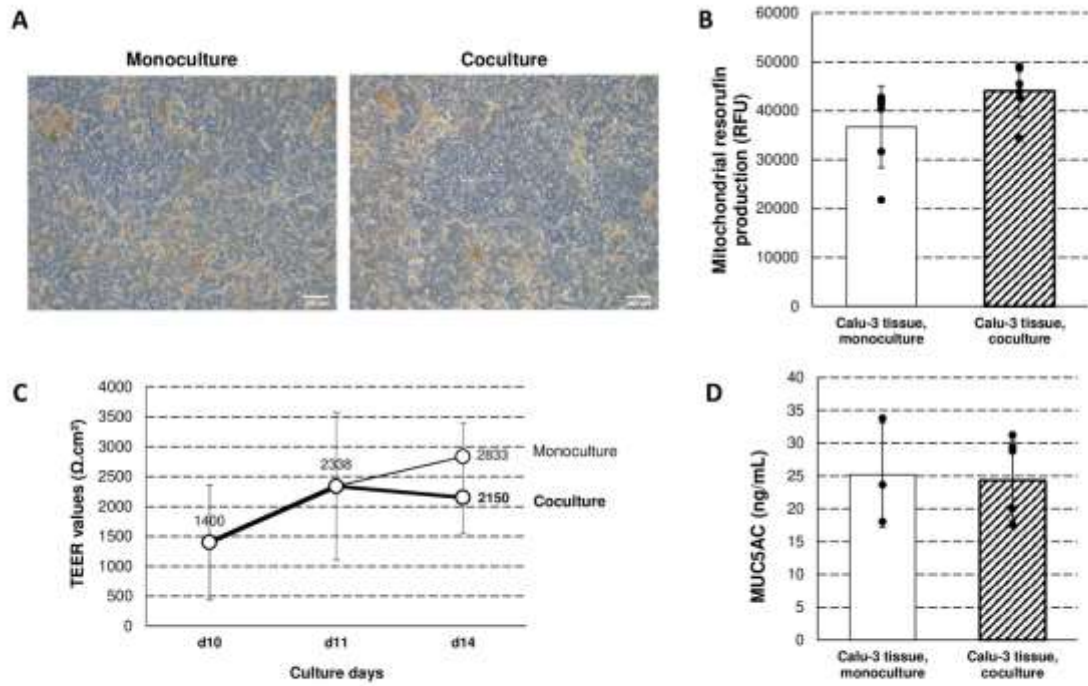 A
Monoculture
Coculture
B
Mitochondrial resorufin
production (RFU)
60000
50000
40000
30000
20000
10000
0
Calu-3 tissue,
monoculture
Calu-3 tissue,
coculture
C
TEER values (Ω.cm²)
4000
3500
3000
2500
2000
1500
1000
500
0
1400
2338
2833
Monoculture
2150
Coculture
d10
d11
d14
Culture days
D
MUC5AC (ng/mL)
40
35
30
25
20
15
10
5
0
Calu-3 tissue,
monoculture
Calu-3 tissue,
coculture